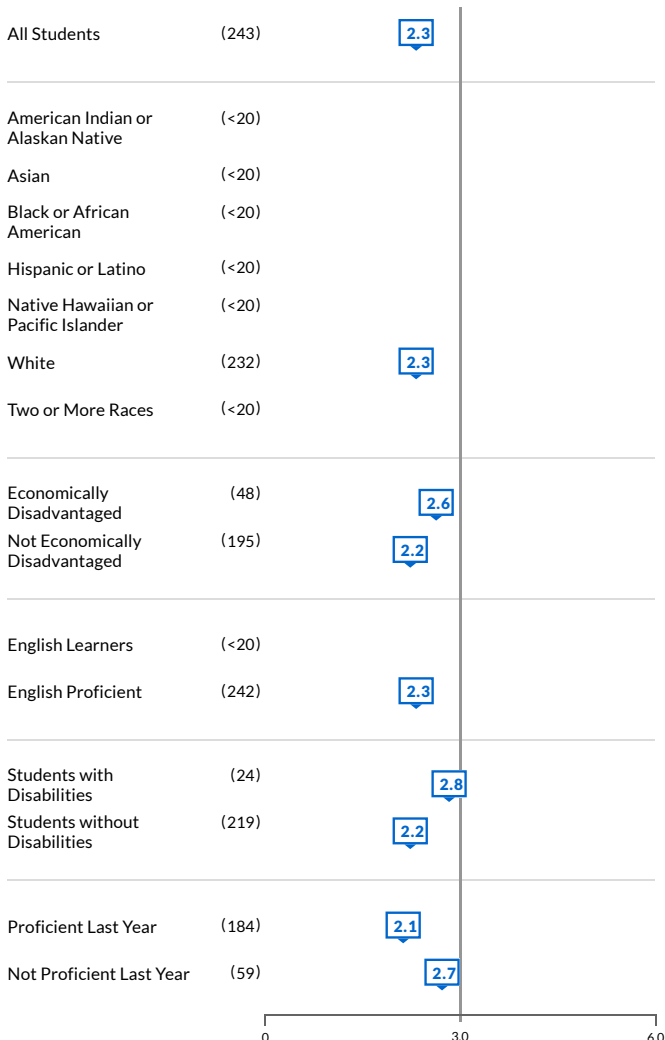 All Students (243) 2.3
American Indian or
Alaskan Native (<20)
Asian (<20)
Black or African
American (<20)
Hispanic or Latino (<20)
Native Hawaiian or
Pacific Islander (<20)
White (232) 2.3
Two or More Races (<20)
Economically
Disadvantaged (48) 2.6
Not Economically
Disadvantaged (195) 2.2
English Learners (<20)
English Proficient (242) 2.3
Students with
Disabilities (24) 2.8
Students without
Disabilities (219) 2.2
Proficient Last Year (184) 2.1
Not Proficient Last Year (59) 2.7
0 3.0 6.0